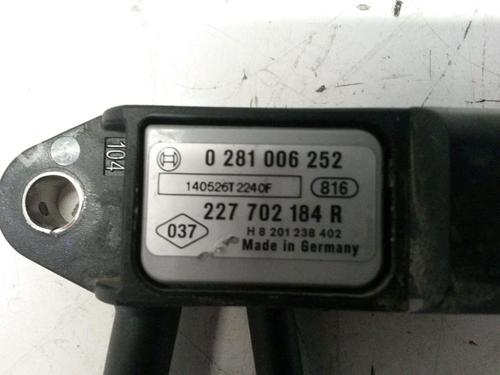 104
0 281 006 252
140526T2240F 816
227 702 184 R
037 H 8 201 238 402
Made in Germany